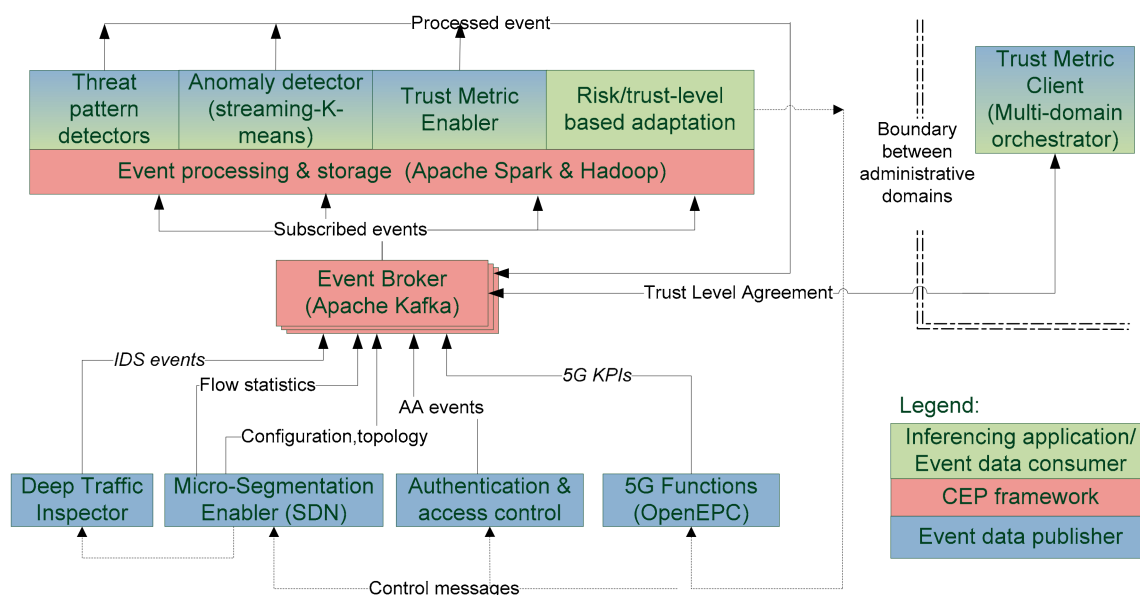 Processed event
Threat
pattern
detectors
Anomaly detector
(streaming-K-
means)
Trust Metric
Enabler
Risk/trust-level
based adaptation
Event processing & storage (Apache Spark & Hadoop)
Trust Metric
Client
(Multi-domain
orchestrator)
Boundary
between
administrative
domains
Subscribed events
Event Broker
(Apache Kafka)
Trust Level Agreement
IDS events
Flow statistics
5G KPIs
AA events
Configuration,topology
Deep Traffic
Inspector
Micro-Segmentation
Enabler (SDN)
Authentication &
access control
5G Functions
(OpenEPC)
Control messages
Legend:
Inferencing application/
Event data consumer
CEP framework
Event data publisher